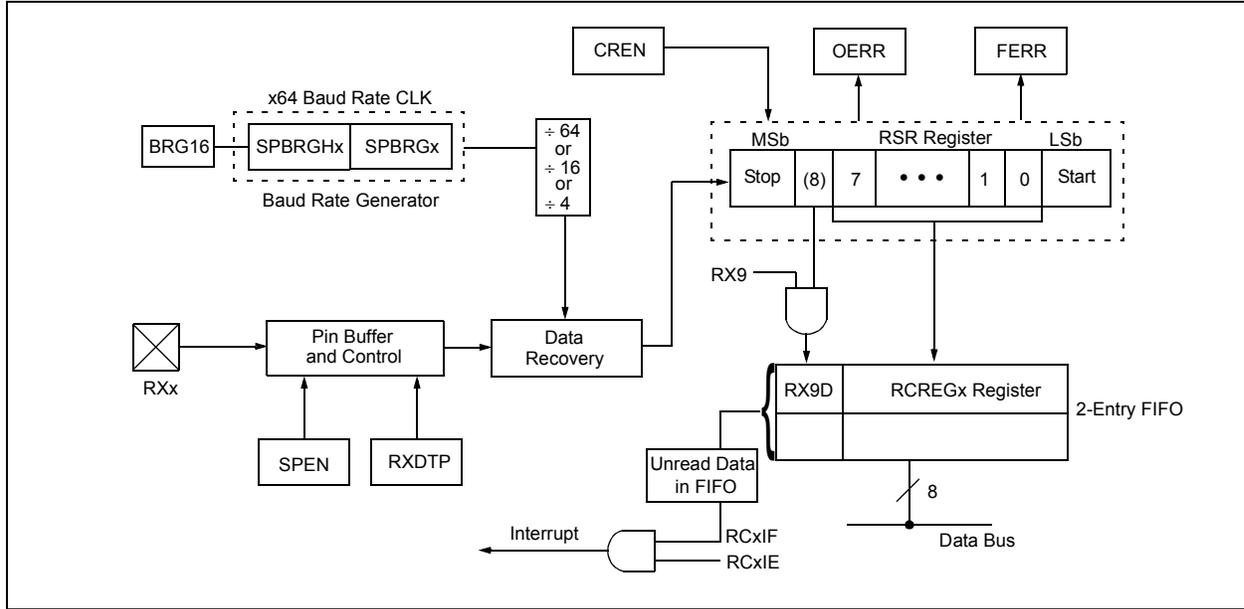 CREN
OERR
FERR
x64 Baud Rate CLK
BRG16
SPBRGHx
SPBRGx
Baud Rate Generator
÷ 64
or
÷ 16
or
÷ 4
MSb
RSR Register
LSb
Stop
(8)
7
• • •
1
0
Start
RX9
RXx
Pin Buffer
and Control
Data
Recovery
SPEN
RXDTP
RX9D
RCREGx Register
2-Entry FIFO
Unread Data
in FIFO
8
Data Bus
Interrupt
RCxIF
RCxIE